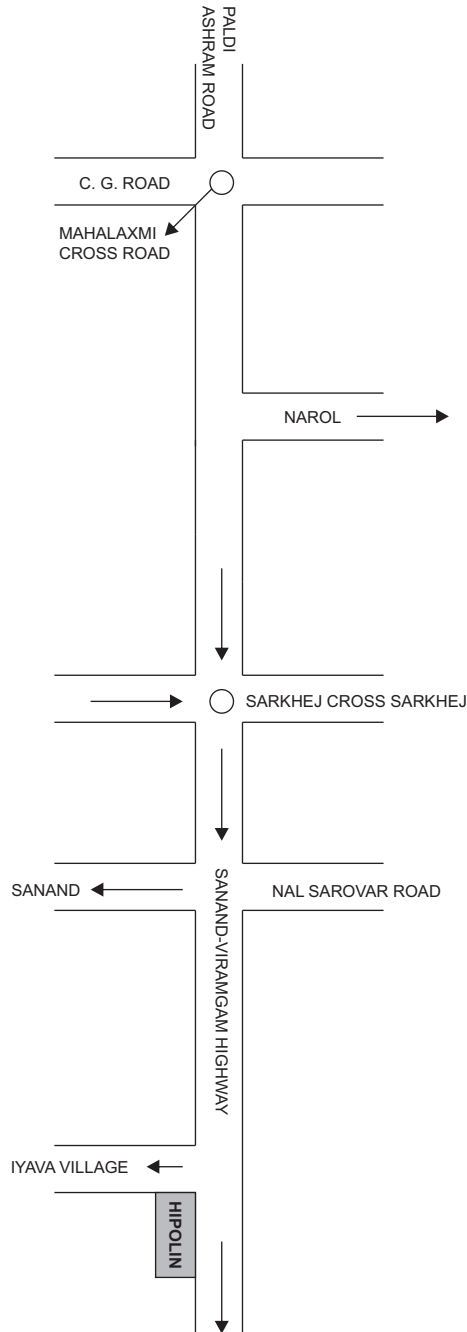 PALDI
ASHRAM ROAD
C. G. ROAD
MAHALAXMI
CROSS ROAD
NAROL
SARKHEJ CROSS SARKHEJ
SANAND
NAL SAROVAR ROAD
SANAND-VIRAMGAM HIGHWAY
IYAVA VILLAGE
HIPOLIN